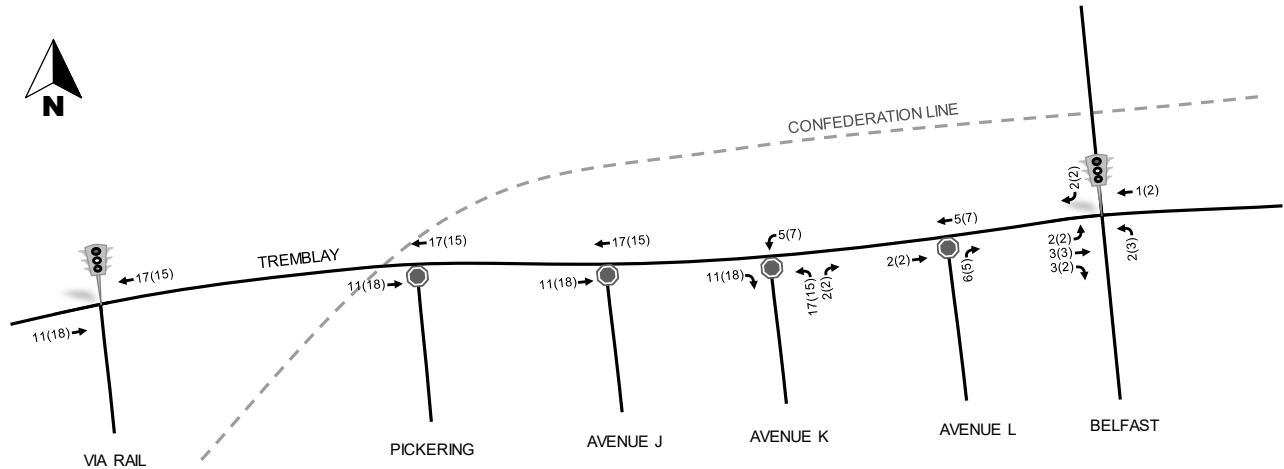 N
CONFEDERATION LINE
2(2)
1(2)
17(15)
17(15)
5(7)
5(7)
TREMBLAY
17(15)
11(18)
11(18)
11(18)
11(18)
17(15)
2(2)
2(2)
6(5)
2(2)
3(3)
3(2)
2(3)
VIA RAIL
PICKERING
AVENUE J
AVENUE K
AVENUE L
BELFAST